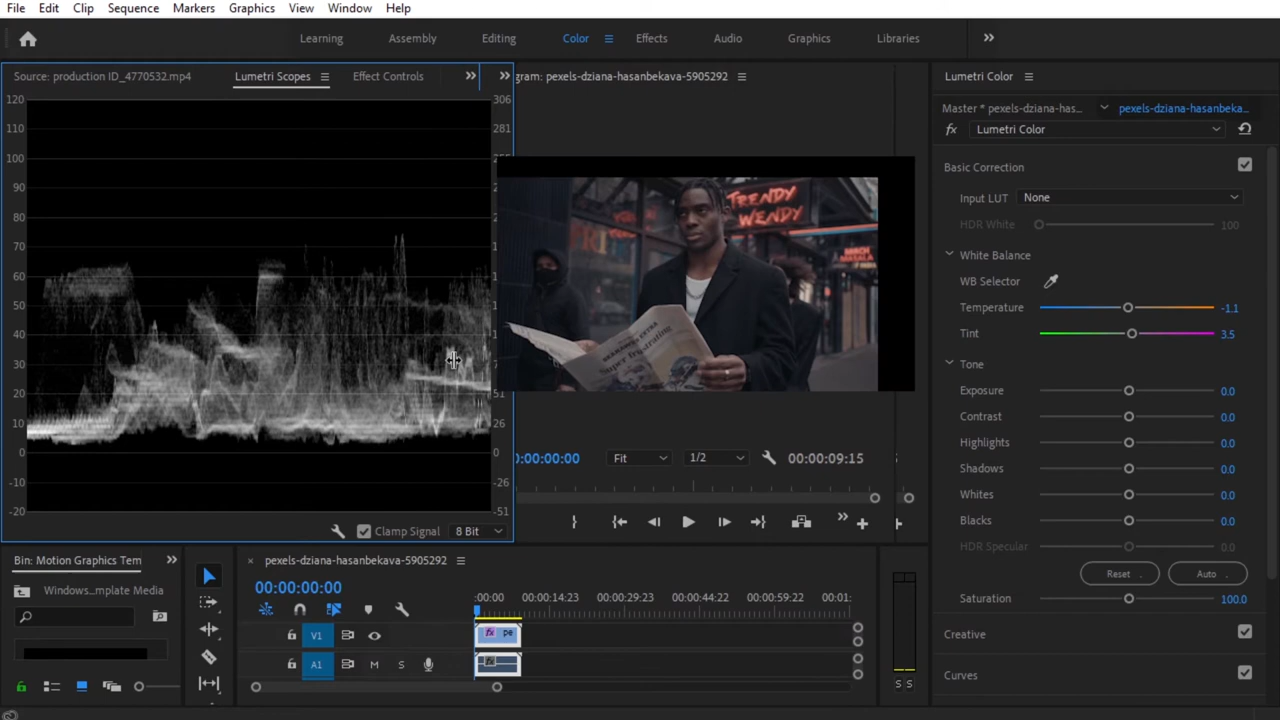 File Edit Clip Sequence Markers Graphics View Window Help
Learning Assembly Editing Color Effects Audio Graphics Libraries
Source: production ID_4770532.mp4 Lumetri Scopes Effect Controls
gram: pexels-dziana-hasanbekava-5905292
Lumetri Color
120 306
110 281
100
90
80
70
60
50
40
30
20 51
10 26
0 0
-10 -26
-20 -51
Clamp Signal 8 Bit
TRENDY
WENDY
Super frustrating
:00:00:00 Fit 1/2 00:00:09:15
Master * pexels-dziana-has... pexels-dziana-hasanbeka...
fx Lumetri Color
Basic Correction
Input LUT None
HDR White 100
White Balance
WB Selector
Temperature -1.1
Tint 3.5
Tone
Exposure 0.0
Contrast 0.0
Highlights 0.0
Shadows 0.0
Whites 0.0
Blacks 0.0
HDR Specular 0.0
Reset Auto
Saturation 100.0
Creative
Curves
Bin: Motion Graphics Tem
Windows...mplate Media
× pexels-dziana-hasanbekava-5905292
00:00:00:00
:00:00 00:00:14:23 00:00:29:23 00:00:44:22 00:00:59:22 00:01:
V1 fx pe
A1 M S fx
S S